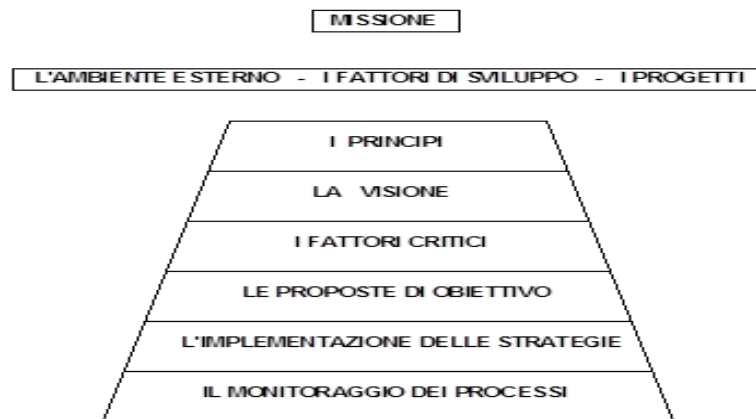 MISSIONE
L'AMBIENTE ESTERNO - I FATTORI DI SVILUPPO - I PROGETTI
I PRINCIPI
LA VISIONE
I FATTORI CRITICI
LE PROPOSTE DI OBIETTIVO
L'IMPLEMENTAZIONE DELLE STRATEGIE
IL MONITORAGGIO DEI PROCESSI